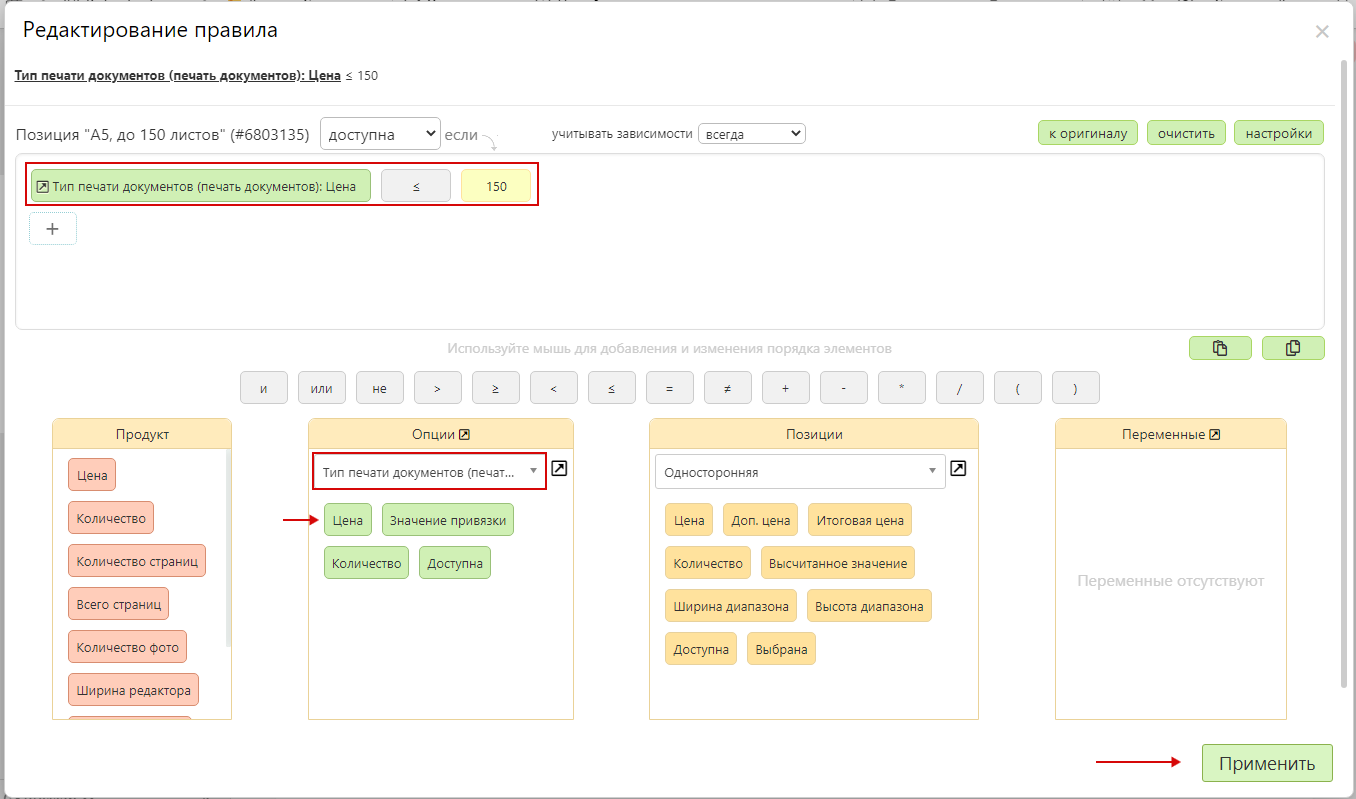 Редактирование правила
Тип печати документов (печать документов): Цена ≤ 150
Позиция "A5, до 150 листов" (#6803135) доступна если учитывать зависимости всегда к оригиналу очистить настройки
Тип печати документов (печать документов): Цена ≤ 150
+
Используйте мышь для добавления и изменения порядка элементов
и или не > ≥ < ≤ = ≠ + - * / ( )
Продукт
Цена
Количество
Количество страниц
Всего страниц
Количество фото
Ширина редактора
Опции
Тип печати документов (печат...
Цена Значение привязки
Количество Доступна
Позиции
Односторонняя
Цена Доп. цена Итоговая цена
Количество Высчитанное значение
Ширина диапазона Высота диапазона
Доступна Выбрана
Переменные
Переменные отсутствуют
Применить